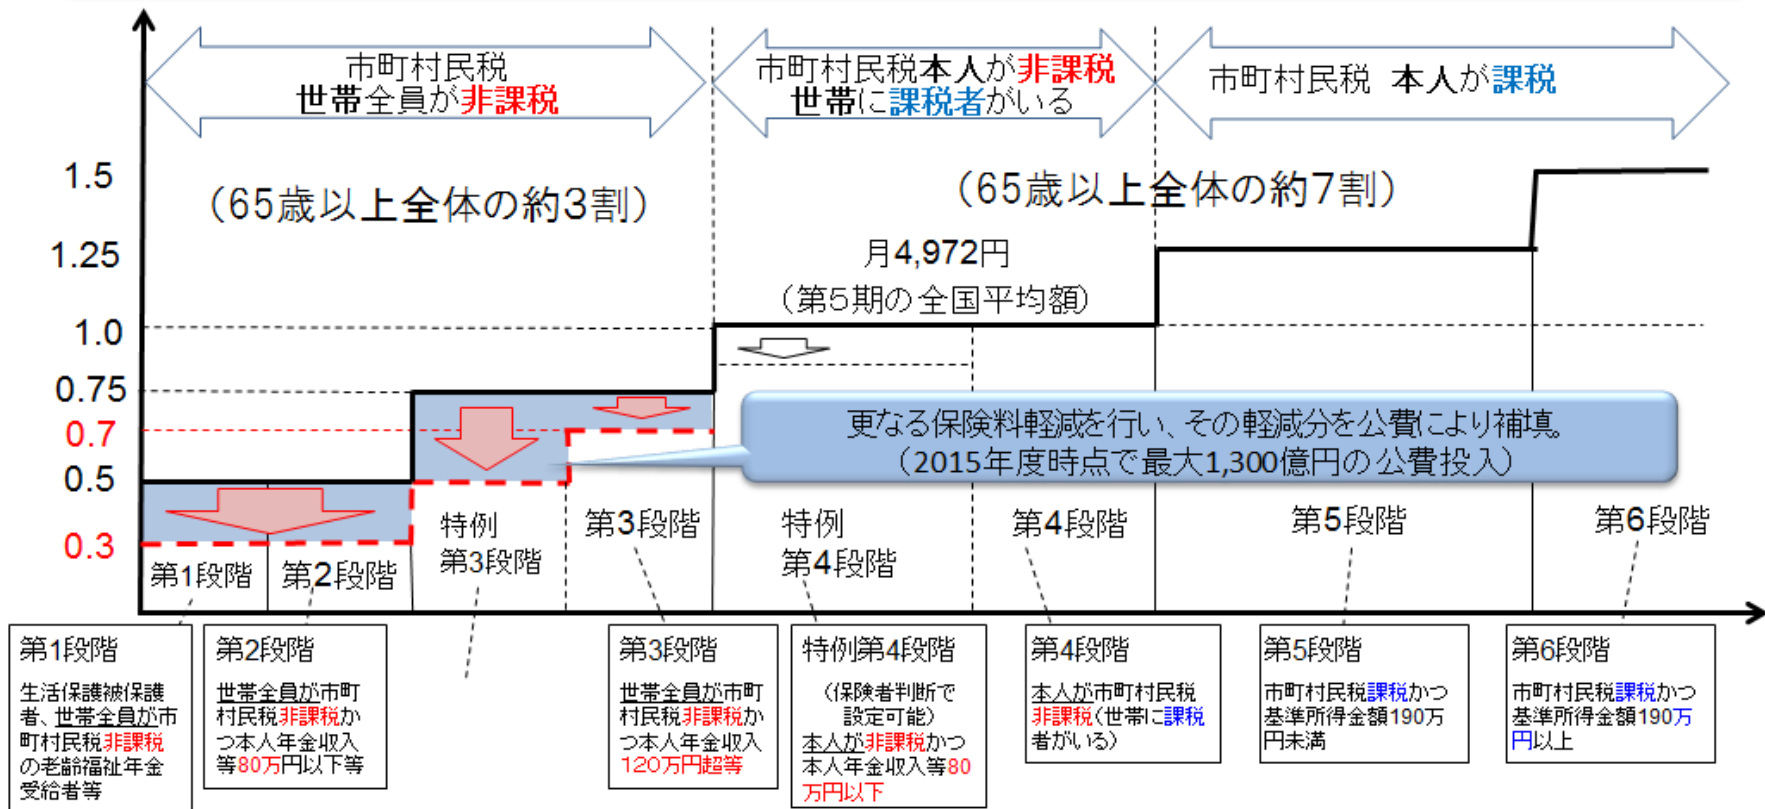 市町村民税
世帯全員が非課税
市町村民税本人が非課税
世帯に課税者がいる
市町村民税 本人が課税
1.5
1.25
1.0
0.75
0.7
0.5
0.3
（65歳以上全体の約3割）
（65歳以上全体の約7割）
月4,972円
（第5期の全国平均額）
更なる保険料軽減を行い、その軽減分を公費により補填。
（2015年度時点で最大1,300億円の公費投入）
第1段階
第2段階
特例
第3段階
第3段階
特例
第4段階
第4段階
第5段階
第6段階
第1段階
生活保護被保護
者、世帯全員が市
町村民税非課税
の老齢福祉年金
受給者等
第2段階
世帯全員が市町
村民税非課税か
つ本人年金収入
等80万円以下等
第3段階
世帯全員が市町
村民税非課税か
つ本人年金収入
120万円超等
特例第4段階
（保険者判断で
設定可能）
本人が非課税かつ
本人年金収入等80
万円以下
第4段階
本人が市町村民税
非課税（世帯に課税
者がいる）
第5段階
市町村民税課税かつ
基準所得金額190万
円未満
第6段階
市町村民税課税かつ
基準所得金額190万
円以上